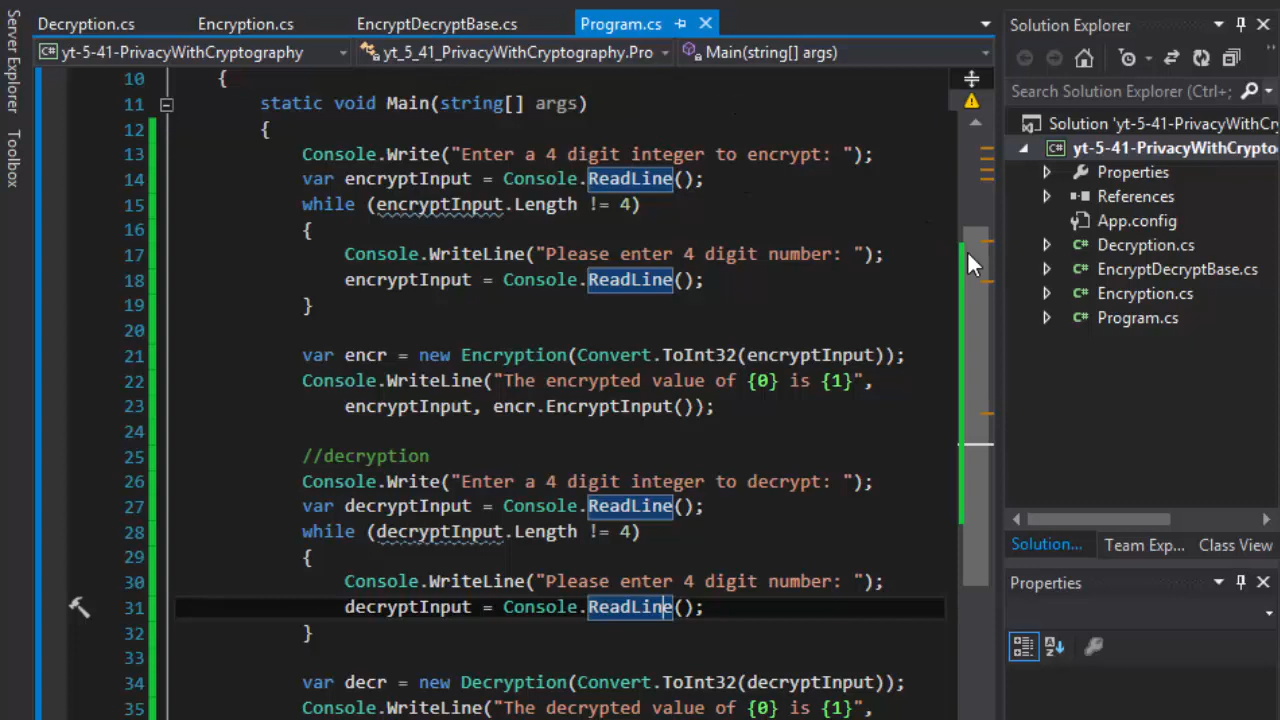 Decryption.cs
Encryption.cs
EncryptDecryptBase.cs
Program.cs
Server Explorer
Toolbox
yt-5-41-PrivacyWithCryptography
yt_5_41_PrivacyWithCryptography.Pro
Main(string[] args)
10 {
11 static void Main(string[] args)
12 {
13 Console.Write("Enter a 4 digit integer to encrypt: ");
14 var encryptInput = Console.ReadLine();
15 while (encryptInput.Length != 4)
16 {
17 Console.WriteLine("Please enter 4 digit number: ");
18 encryptInput = Console.ReadLine();
19 }
20
21 var encr = new Encryption(Convert.ToInt32(encryptInput));
22 Console.WriteLine("The encrypted value of {0} is {1}",
23 encryptInput, encr.EncryptInput());
24
25 //decryption
26 Console.Write("Enter a 4 digit integer to decrypt: ");
27 var decryptInput = Console.ReadLine();
28 while (decryptInput.Length != 4)
29 {
30 Console.WriteLine("Please enter 4 digit number: ");
31 decryptInput = Console.ReadLine();
32 }
33
34 var decr = new Decryption(Convert.ToInt32(decryptInput));
35 Console.WriteLine("The decrypted value of {0} is {1}",
Solution Explorer
Search Solution Explorer (Ctrl+;
Solution 'yt-5-41-PrivacyWithCr
C# yt-5-41-PrivacyWithCrypto
Properties
References
App.config
C# Decryption.cs
C# EncryptDecryptBase.cs
C# Encryption.cs
C# Program.cs
Solution... Team Exp... Class View
Properties